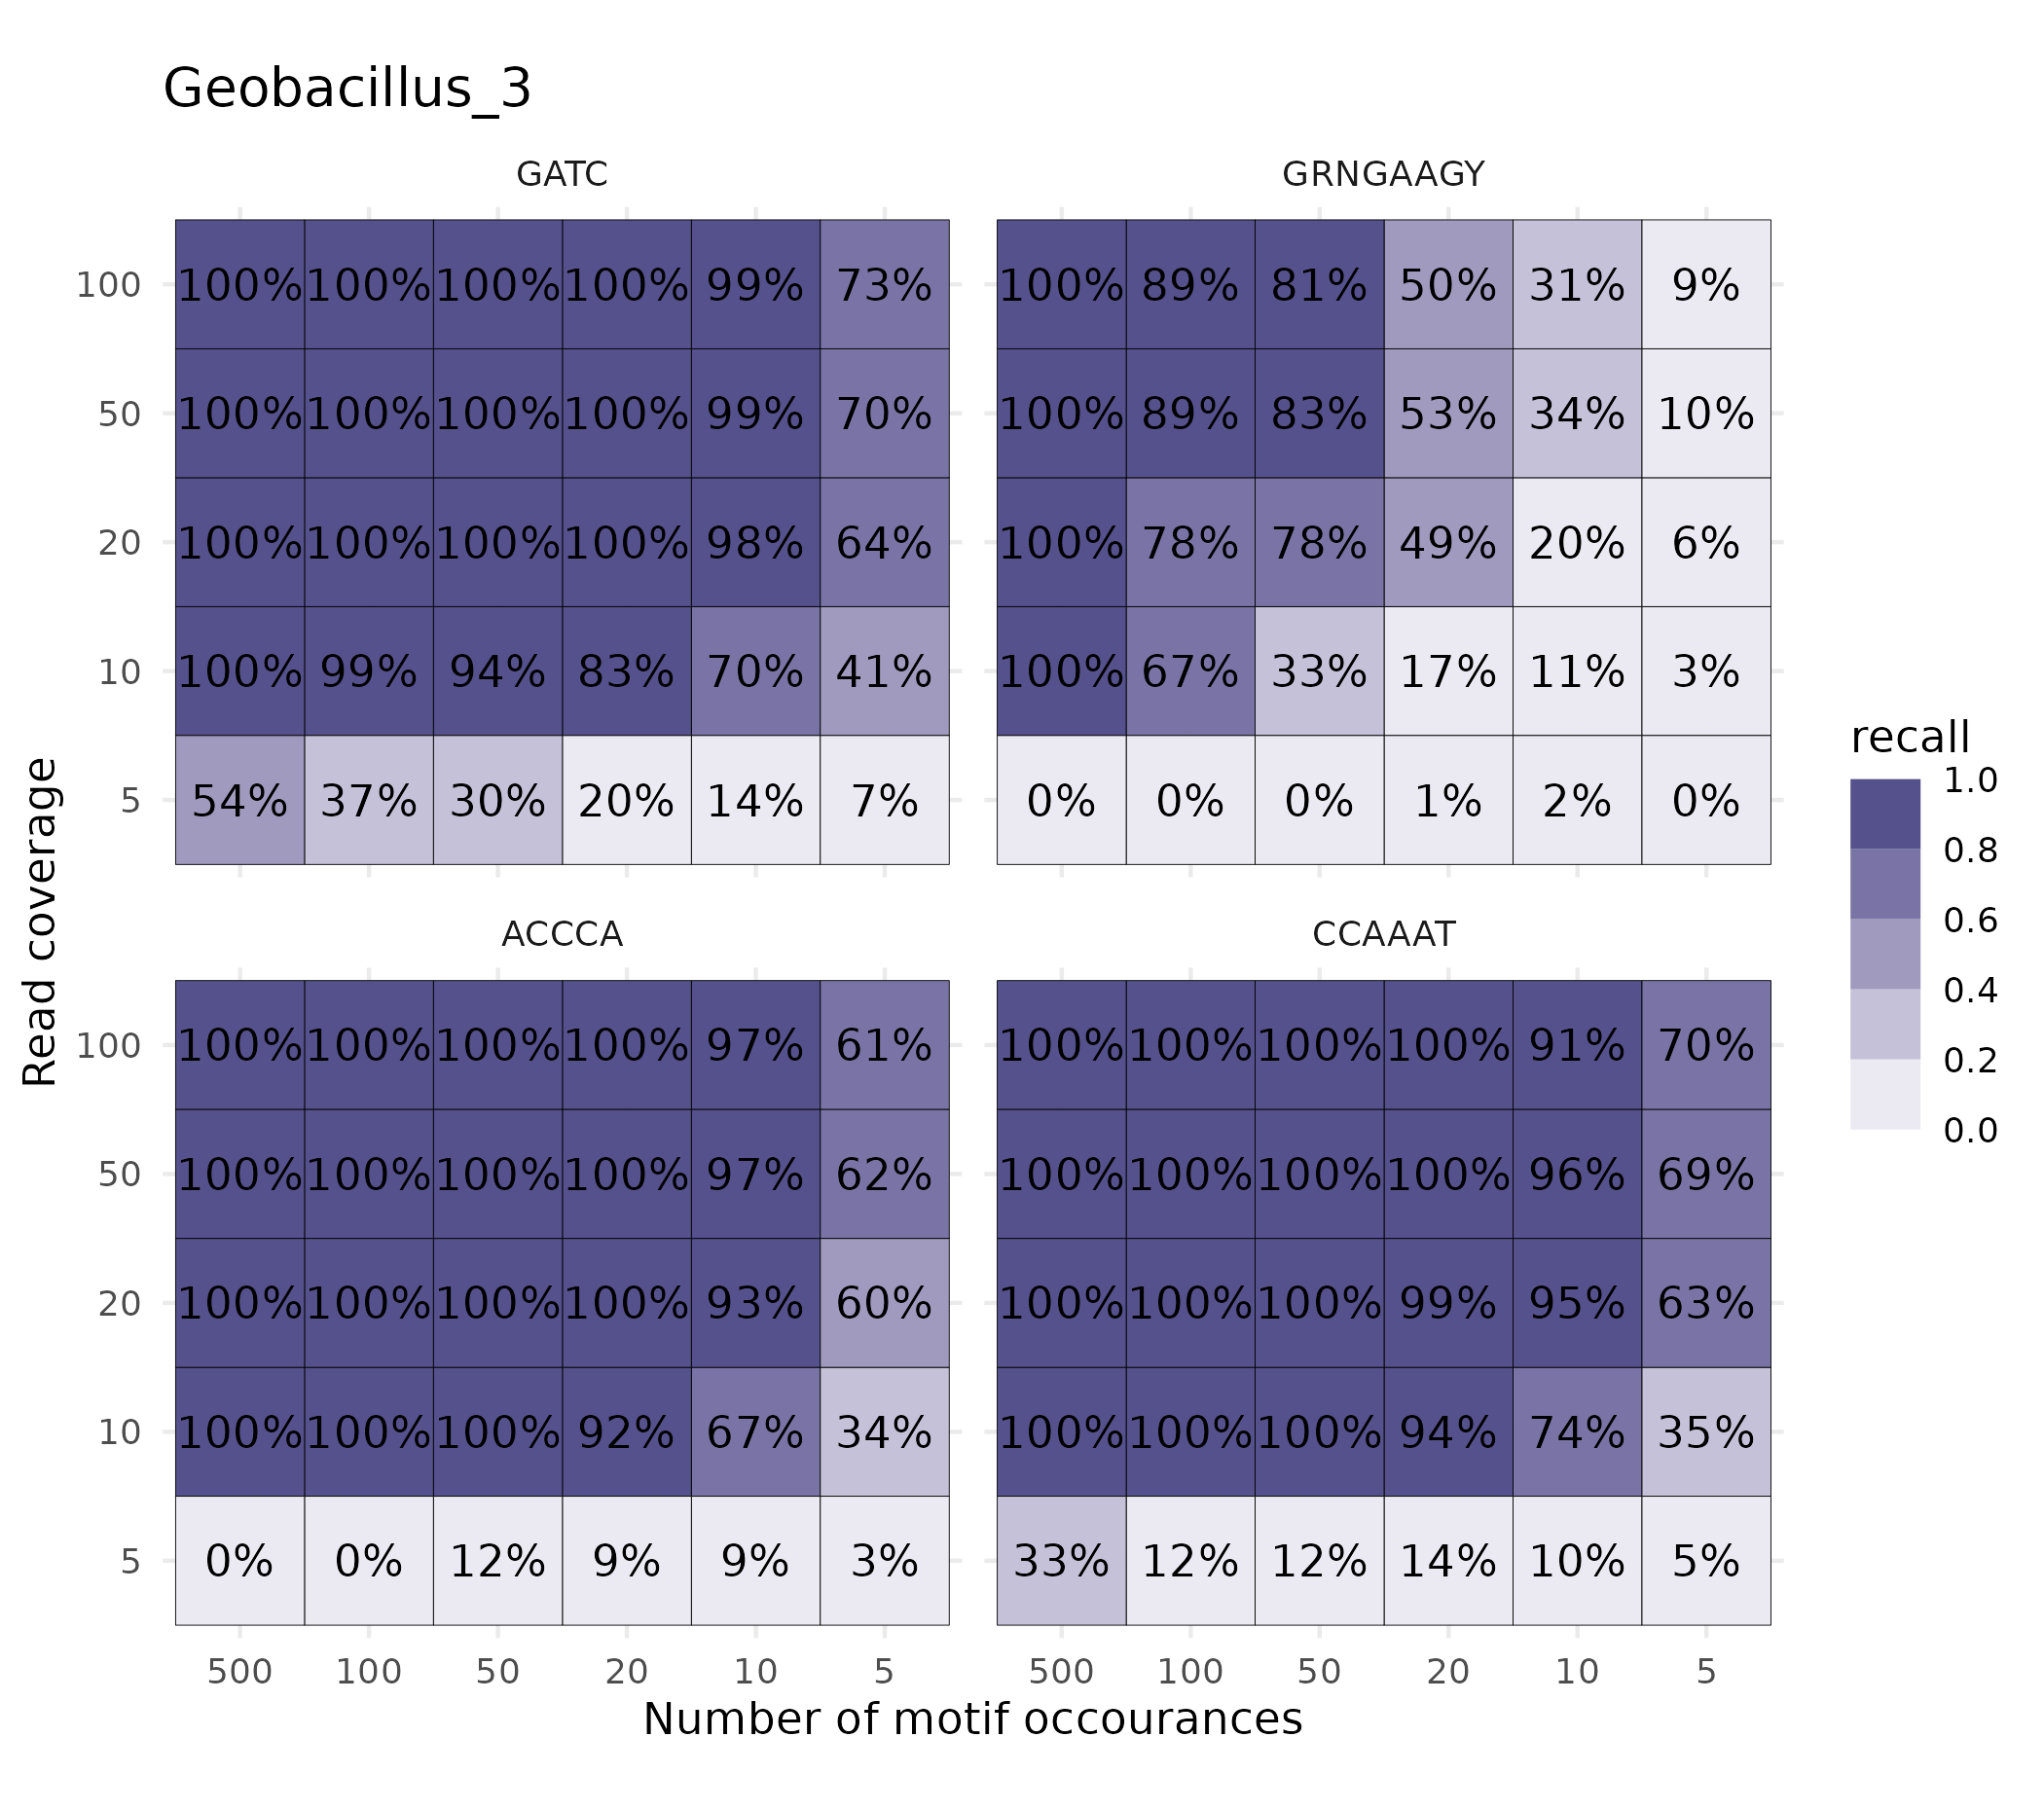 Geobacillus_3
GATC
GRNGAAGY
100
100% 100% 100% 100% 99% 73%
100% 89% 81% 50% 31% 9%
50
100% 100% 100% 100% 99% 70%
100% 89% 83% 53% 34% 10%
20
100% 100% 100% 100% 98% 64%
100% 78% 78% 49% 20% 6%
10
100% 99% 94% 83% 70% 41%
100% 67% 33% 17% 11% 3%
5
54% 37% 30% 20% 14% 7%
0% 0% 0% 1% 2% 0%
ACCCA
CCAAAT
100
100% 100% 100% 100% 97% 61%
100% 100% 100% 100% 91% 70%
50
100% 100% 100% 100% 97% 62%
100% 100% 100% 100% 96% 69%
20
100% 100% 100% 100% 93% 60%
100% 100% 100% 99% 95% 63%
10
100% 100% 100% 92% 67% 34%
100% 100% 100% 94% 74% 35%
5
0% 0% 12% 9% 9% 3%
33% 12% 12% 14% 10% 5%
500 100 50 20 10 5
500 100 50 20 10 5
Number of motif occourances
Read coverage
recall
1.0
0.8
0.6
0.4
0.2
0.0